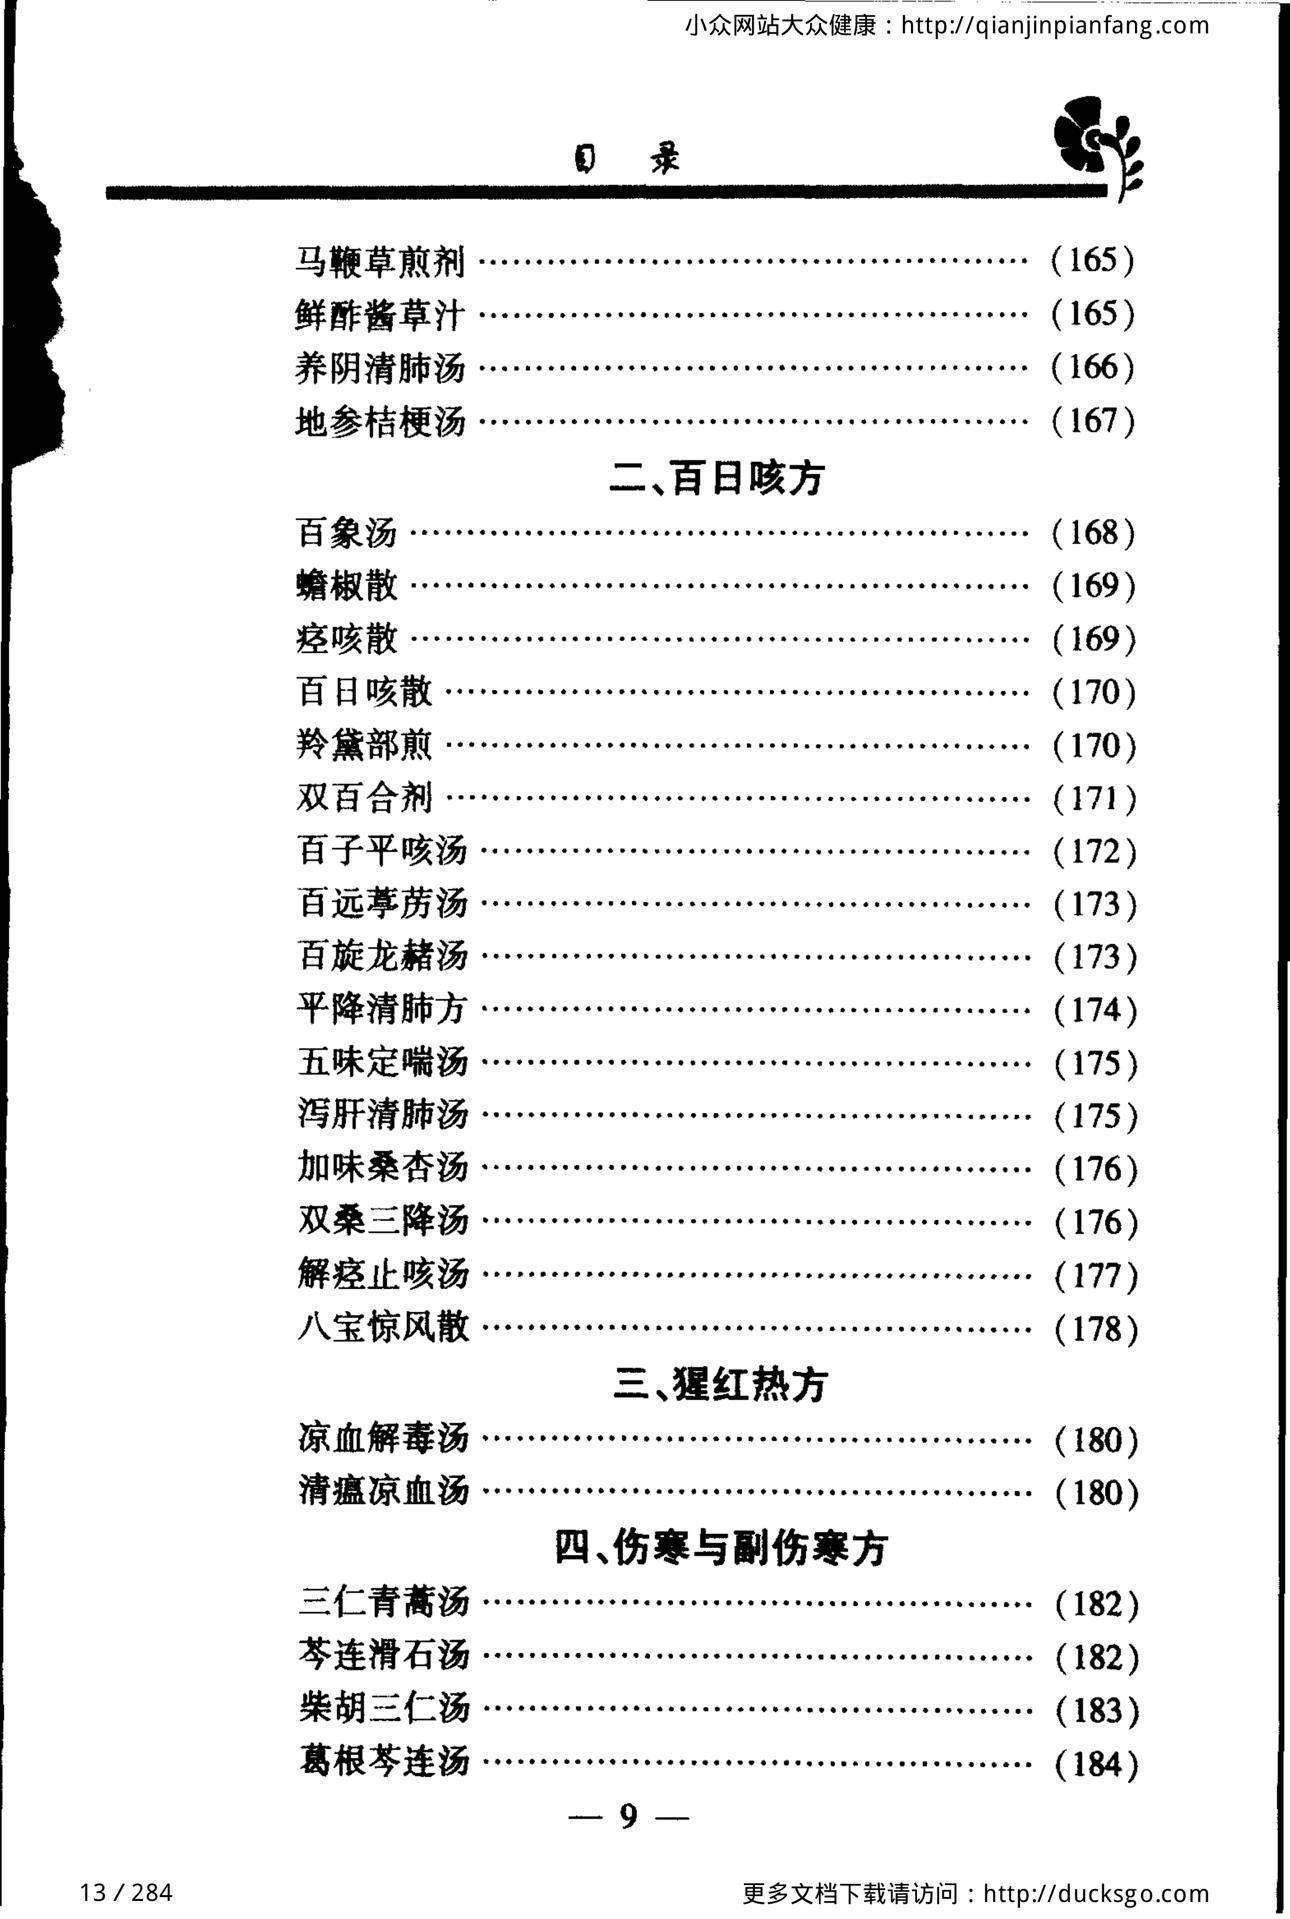 小众网站大众健康：http://qianjinpianfang.com
目 录
马鞭草煎剂 …………………………………………… (165)
鲜酢酱草汁 …………………………………………… (165)
养阴清肺汤 …………………………………………… (166)
地参桔梗汤 …………………………………………… (167)
二、百日咳方
百象汤 …………………………………………… (168)
蟾椒散 …………………………………………… (169)
痉咳散 …………………………………………… (169)
百日咳散 …………………………………………… (170)
羚黛部煎 …………………………………………… (170)
双百合剂 …………………………………………… (171)
百子平咳汤 …………………………………………… (172)
百远葶苈汤 …………………………………………… (173)
百旋龙赭汤 …………………………………………… (173)
平降清肺方 …………………………………………… (174)
五味定喘汤 …………………………………………… (175)
泻肝清肺汤 …………………………………………… (175)
加味桑杏汤 …………………………………………… (176)
双桑三降汤 …………………………………………… (176)
解痉止咳汤 …………………………………………… (177)
八宝惊风散 …………………………………………… (178)
三、猩红热方
凉血解毒汤 …………………………………………… (180)
清瘟凉血汤 …………………………………………… (180)
四、伤寒与副伤寒方
三仁青蒿汤 …………………………………………… (182)
芩连滑石汤 …………………………………………… (182)
柴胡三仁汤 …………………………………………… (183)
葛根芩连汤 …………………………………………… (184)
— 9 —
13 / 284
更多文档下载请访问：http://ducksgo.com